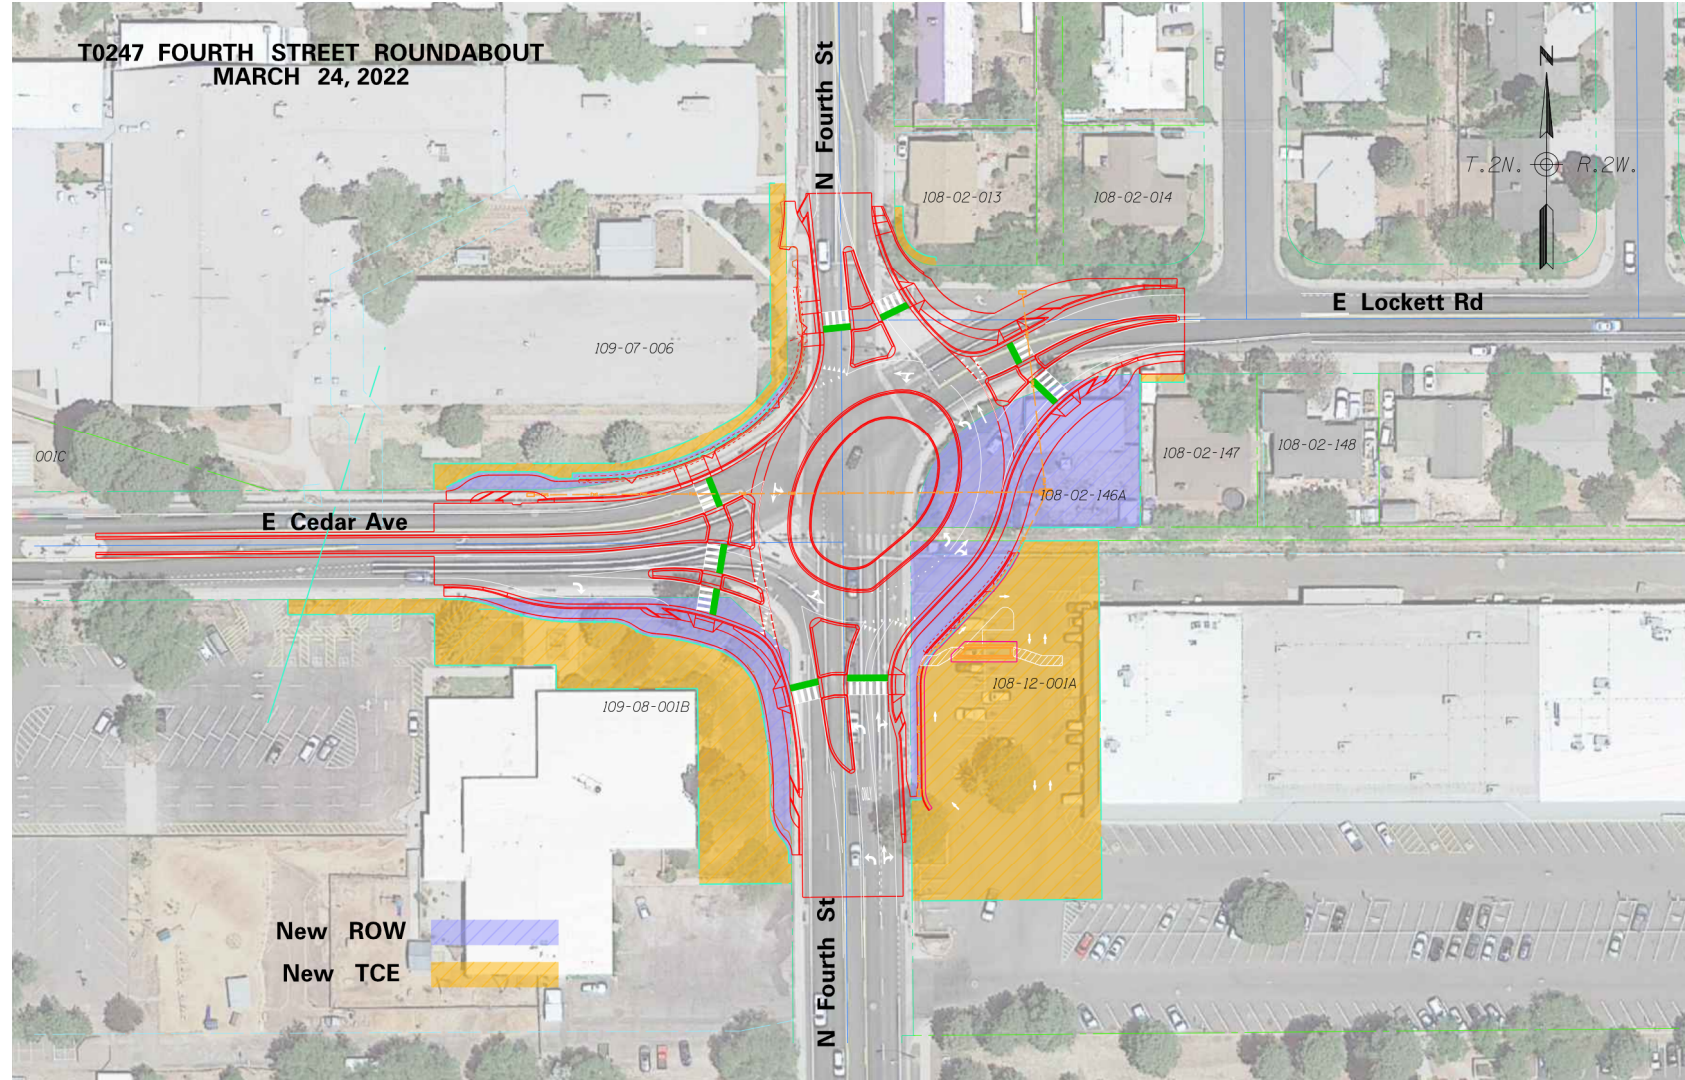 T0247 FOURTH STREET ROUNDABOUT
MARCH 24, 2022
N Fourth St
N
T.2N. R.2W.
108-02-013
108-02-014
E Lockett Rd
109-07-006
001C
108-02-147
108-02-148
108-02-146A
E Cedar Ave
108-12-001A
109-08-001B
New ROW
New TCE
N Fourth St